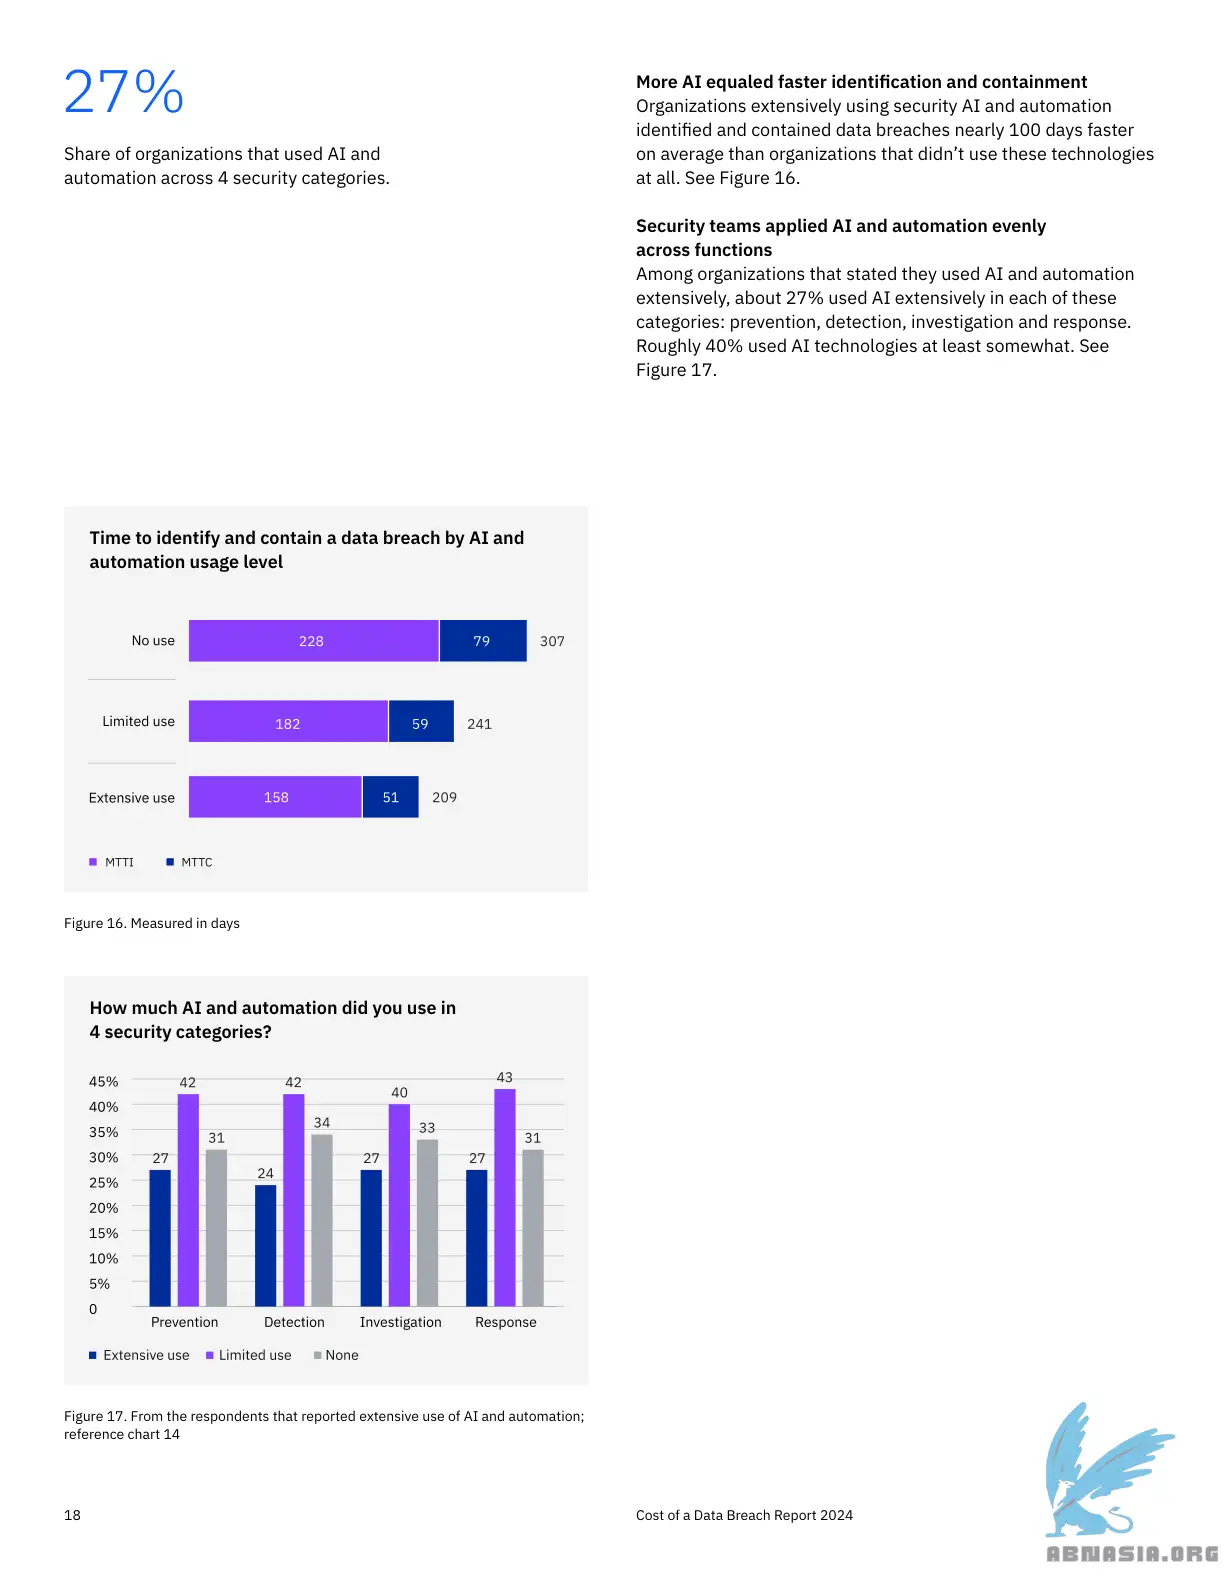 27%
Share of organizations that used AI and
automation across 4 security categories.
More AI equaled faster identification and containment
Organizations extensively using security AI and automation
identified and contained data breaches nearly 100 days faster
on average than organizations that didn’t use these technologies
at all. See Figure 16.
Security teams applied AI and automation evenly
across functions
Among organizations that stated they used AI and automation
extensively, about 27% used AI extensively in each of these
categories: prevention, detection, investigation and response.
Roughly 40% used AI technologies at least somewhat. See
Figure 17.
Time to identify and contain a data breach by AI and
automation usage level
No use 228 79 307
Limited use 182 59 241
Extensive use 158 51 209
MTTI MTTC
Figure 16. Measured in days
How much AI and automation did you use in
4 security categories?
45%
40%
35%
30%
25%
20%
15%
10%
5%
0
27 42 31
24 42 34
27 40 33
27 43 31
Prevention Detection Investigation Response
Extensive use Limited use None
Figure 17. From the respondents that reported extensive use of AI and automation;
reference chart 14
18
Cost of a Data Breach Report 2024
ABNASIA.ORG